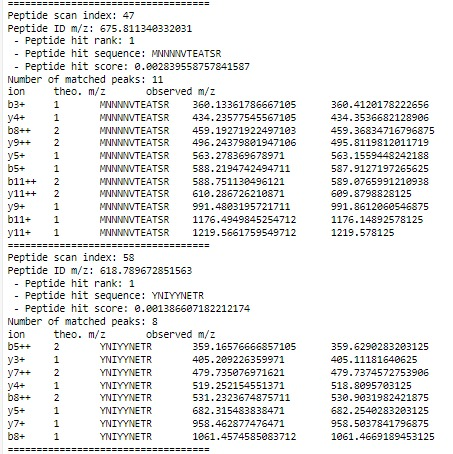 ===================================
Peptide scan index: 47
Peptide ID m/z: 675.811340332031
- Peptide hit rank: 1
- Peptide hit sequence: MNNNNVTEATSR
- Peptide hit score: 0.002839558757841587
Number of matched peaks: 11
ion theo. m/z observed m/z
b3+ 1 MNNNNVTEATSR 360.13361786667105 360.4120178222656
y4+ 1 MNNNNVTEATSR 434.23577545567105 434.3536682128906
b8++ 2 MNNNNVTEATSR 459.19271922497103 459.36834716796875
y9++ 2 MNNNNVTEATSR 496.24379801947106 495.8119812011719
y5+ 1 MNNNNVTEATSR 563.278369678971 563.1559448242188
b5+ 1 MNNNNVTEATSR 588.2194742494711 588.7912719726562
b11++ 2 MNNNNVTEATSR 588.751130496121 589.0765991210938
y11++ 2 MNNNNVTEATSR 610.286726210871 609.8798828125
y9+ 1 MNNNNVTEATSR 991.4803195721711 991.8612060546875
b11+ 1 MNNNNVTEATSR 1176.4949845254712 1176.14892578125
y11+ 1 MNNNNVTEATSR 1219.5661759549712 1219.578125
===================================
Peptide scan index: 58
Peptide ID m/z: 618.789672851563
- Peptide hit rank: 1
- Peptide hit sequence: YNIYYNETR
- Peptide hit score: 0.001386607182212174
Number of matched peaks: 8
ion theo. m/z observed m/z
b5++ 2 YNIYYNETR 359.16576666857105 359.6290283203125
y3+ 1 YNIYYNETR 405.209226359971 405.11181640625
y7++ 2 YNIYYNETR 479.735076971621 479.7374572753906
y4+ 1 YNIYYNETR 519.252154551371 518.8095703125
b8++ 2 YNIYYNETR 531.2323674875711 530.9031982421875
y5+ 1 YNIYYNETR 682.315483838471 682.2540283203125
y7+ 1 YNIYYNETR 958.462877476471 958.5037841796875
b8+ 1 YNIYYNETR 1061.4574585083712 1061.4669189453125
===================================